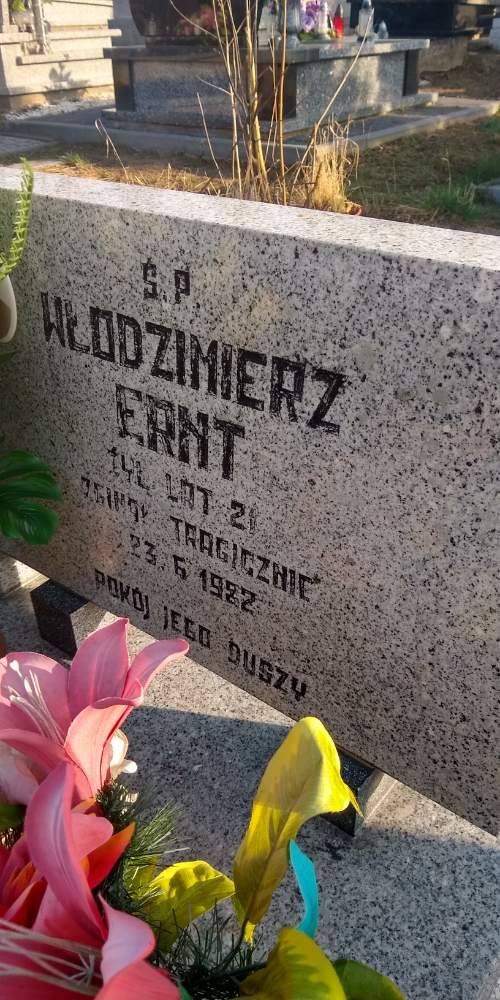 Ś.P.
WŁODZIMIERZ
ERNT
ŻYŁ LAT 21
ZGINĄŁ TRAGICZNIE
23.6 1982
POKÓJ JEGO DUSZY